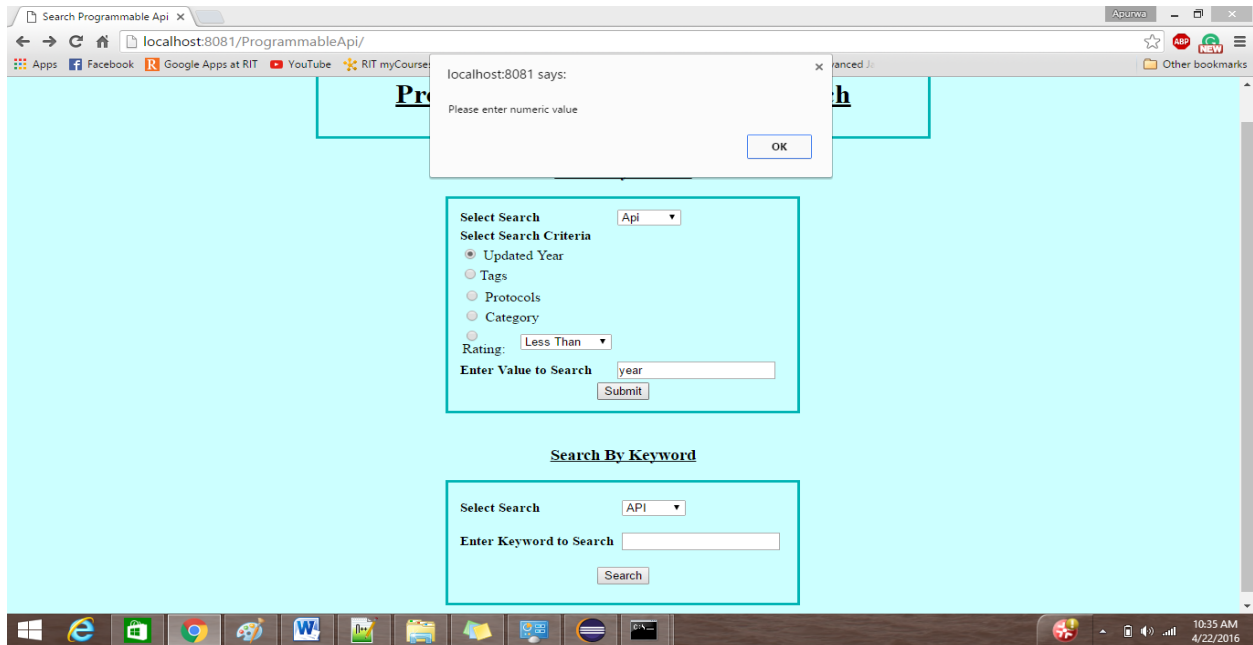 Search Programmable Api
Apurwa
localhost:8081/ProgrammableApi/
ABP
NEW
Apps Facebook Google Apps at RIT YouTube RIT myCourse Other bookmarks
localhost:8081 says:
Please enter numeric value
OK
Select Search Api
Select Search Criteria
Updated Year
Tags
Protocols
Category
Rating: Less Than
Enter Value to Search year
Submit
Search By Keyword
Select Search API
Enter Keyword to Search
Search
10:35 AM
4/22/2016